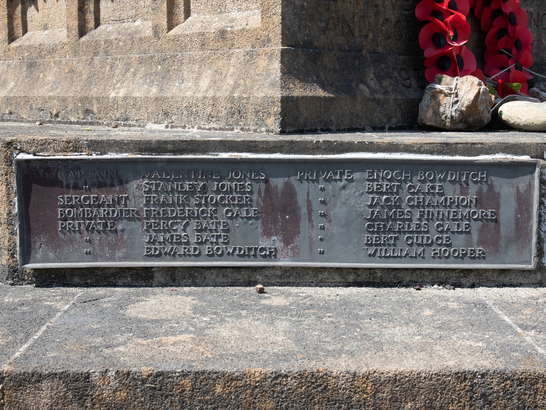 CAPTAIN VALENTINE JONES
" STANLEY JONES
SERGEANT FRANK STOCKER
BOMBARDIER FREDERICK GALE
PRIVATE PERCY BATE
" JAMES BATE
" EDWARD BOWDITCH
PRIVATE ENOCH BOWDITCH
" BERT CAKE
" JACK CHAMPION
" JAMES FINNEMORE
" CHARLES GALE
" BERT GUDGE
" WILLIAM HOOPER